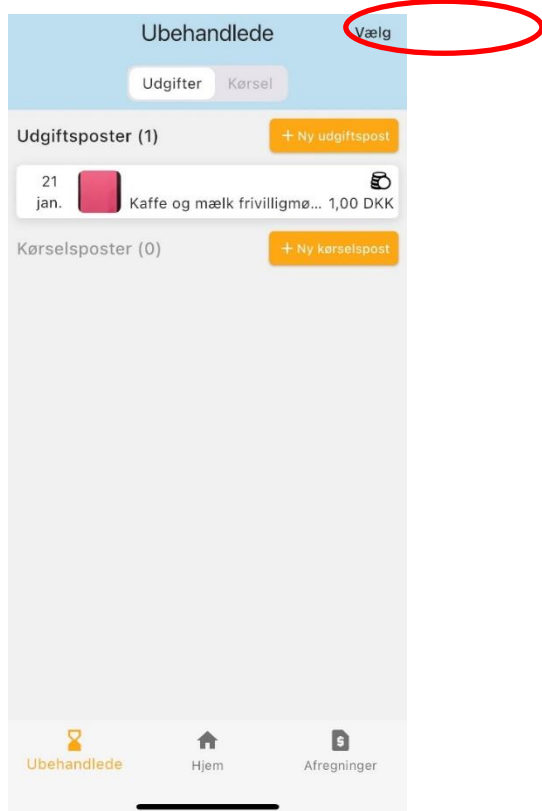 Ubehandlede Vælg
Udgifter Kørsel
Udgiftsposter (1) + Ny udgiftspost
21
jan. Kaffe og mælk frivilligmø... 1,00 DKK
Kørselsposter (0) + Ny kørselspost
Ubehandlede Hjem Afregninger